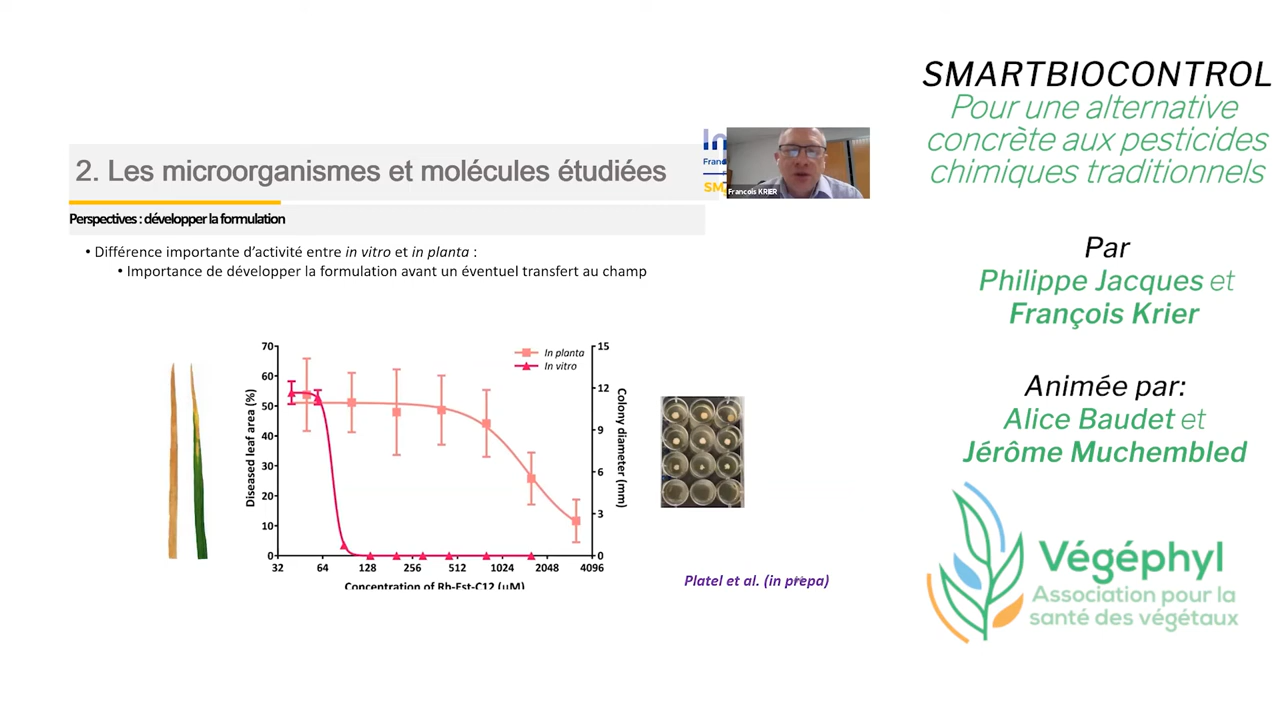 2. Les microorganismes et molécules étudiées
Franc
SM
Francois KRIER
Perspectives : développer la formulation
• Différence importante d'activité entre in vitro et in planta :
• Importance de développer la formulation avant un éventuel transfert au champ
In planta
In vitro
Diseased leaf area (%)
70
60
50
40
30
20
10
0
15
12
9
6
3
0
Colony diameter (mm)
32 64 128 256 512 1024 2048 4096
Concentration of Rh-Est-C12 (µM)
Platel et al. (in prepa)
SMARTBIOCONTROL
Pour une alternative
concrète aux pesticides
chimiques traditionnels
Par
Philippe Jacques et
François Krier
Animée par:
Alice Baudet et
Jérôme Muchembled
Végéphyl
Association pour la
santé des végétaux